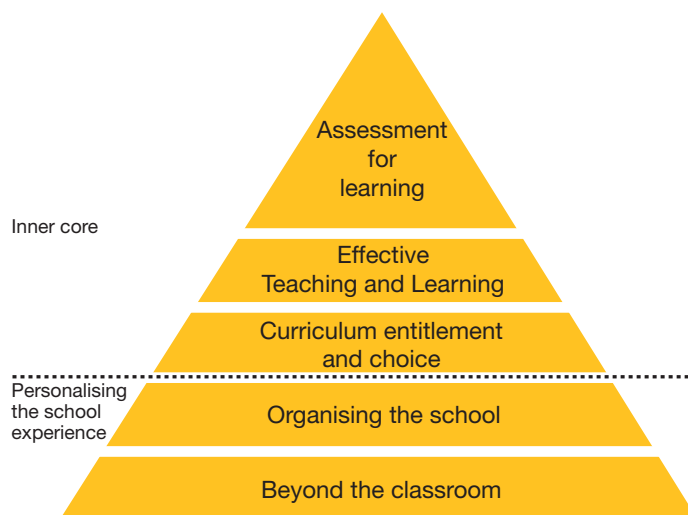 Assessment
for
learning
Inner core
Effective
Teaching and Learning
Curriculum entitlement
and choice
Personalising
the school
experience
Organising the school
Beyond the classroom